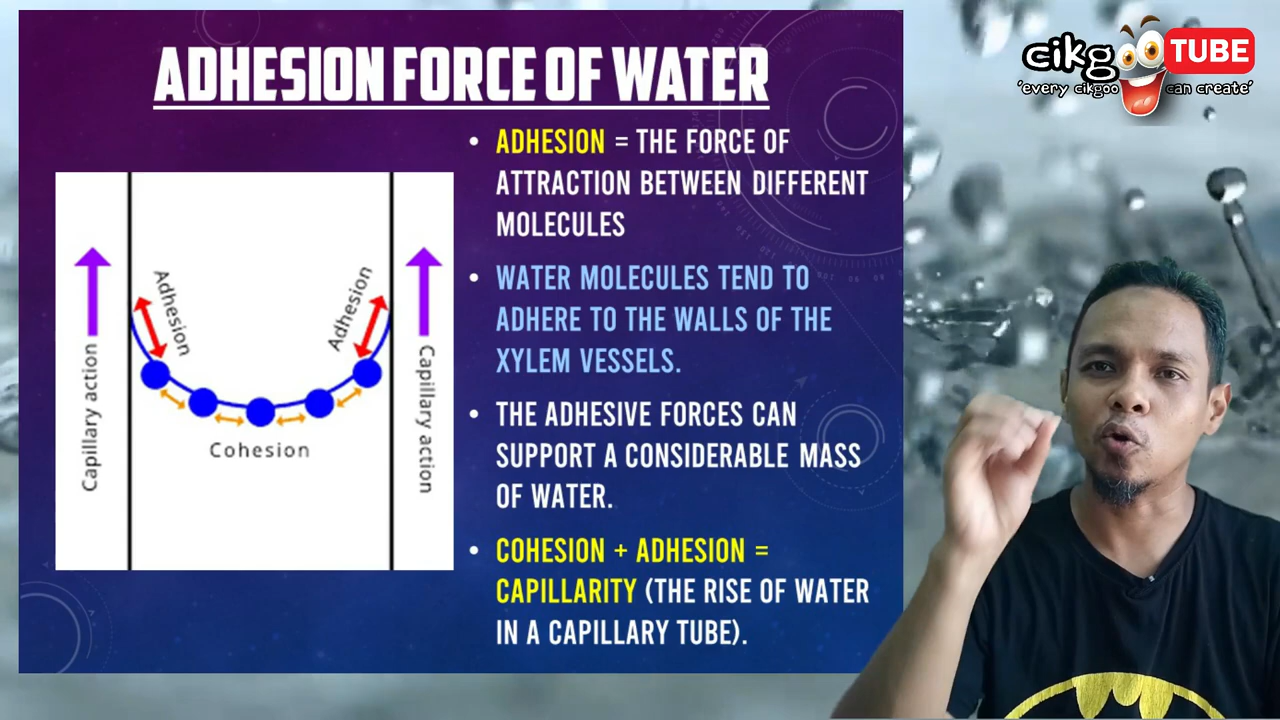 ADHESION FORCE OF WATER
• ADHESION = THE FORCE OF
ATTRACTION BETWEEN DIFFERENT
MOLECULES
• WATER MOLECULES TEND TO
ADHERE TO THE WALLS OF THE
XYLEM VESSELS.
• THE ADHESIVE FORCES CAN
SUPPORT A CONSIDERABLE MASS
OF WATER.
• COHESION + ADHESION =
CAPILLARITY (THE RISE OF WATER
IN A CAPILLARY TUBE).
Capillary action
Adhesion
Adhesion
Capillary action
Cohesion
cikgoo TUBE
'every cikgoo can create'